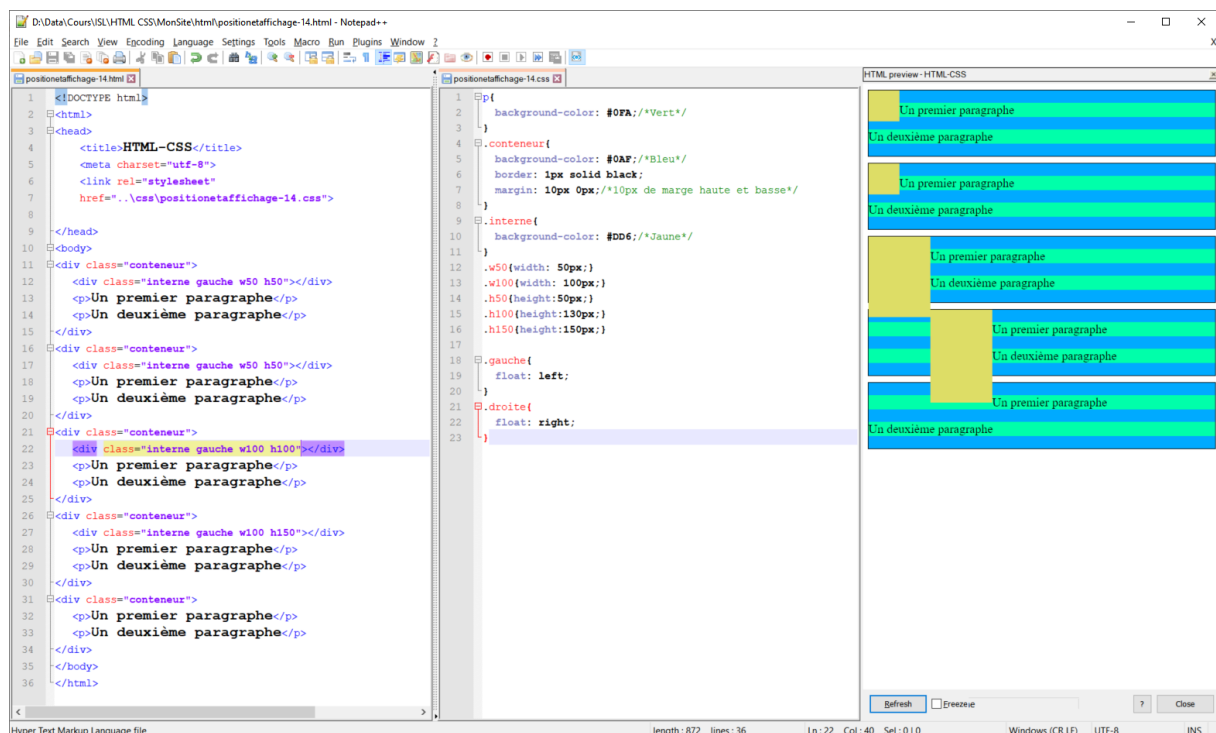 D:\Data\Cours\ISL\HTML CSS\MonSite\html\positionetaffichage-14.html - Notepad++
File Edit Search View Encoding Language Settings Tools Macro Run Plugins Window ?
X
positionetaffichage-14.html
1 <!DOCTYPE html>
2 <html>
3 <head>
4 <title>HTML-CSS</title>
5 <meta charset="utf-8">
6 <link rel="stylesheet"
7 href="..\css\positionetaffichage-14.css">
8
9 </head>
10 <body>
11 <div class="conteneur">
12 <div class="interne gauche w50 h50"></div>
13 <p>Un premier paragraphe</p>
14 <p>Un deuxième paragraphe</p>
15 </div>
16 <div class="conteneur">
17 <div class="interne gauche w50 h50"></div>
18 <p>Un premier paragraphe</p>
19 <p>Un deuxième paragraphe</p>
20 </div>
21 <div class="conteneur">
22 <div class="interne gauche w100 h100"></div>
23 <p>Un premier paragraphe</p>
24 <p>Un deuxième paragraphe</p>
25 </div>
26 <div class="conteneur">
27 <div class="interne gauche w100 h150"></div>
28 <p>Un premier paragraphe</p>
29 <p>Un deuxième paragraphe</p>
30 </div>
31 <div class="conteneur">
32 <p>Un premier paragraphe</p>
33 <p>Un deuxième paragraphe</p>
34 </div>
35 </body>
36 </html>
positionetaffichage-14.css
1 p{
2 background-color: #0FA;/*Vert*/
3 }
4 .conteneur{
5 background-color: #0AF;/*Bleu*/
6 border: 1px solid black;
7 margin: 10px 0px;/*10px de marge haute et basse*/
8 }
9 .interne{
10 background-color: #DD6;/*Jaune*/
11 }
12 .w50{width: 50px;}
13 .w100{width: 100px;}
14 .h50{height:50px;}
15 .h100{height:130px;}
16 .h150{height:150px;}
17
18 .gauche{
19 float: left;
20 }
21 .droite{
22 float: right;
23 }
HTML preview - HTML-CSS
Un premier paragraphe
Un deuxième paragraphe
Un premier paragraphe
Un deuxième paragraphe
Un premier paragraphe
Un deuxième paragraphe
Un premier paragraphe
Un deuxième paragraphe
Un premier paragraphe
Un deuxième paragraphe
Refresh Freeze ? Close
Hyper Text Markup Language file length : 872 lines : 36 Ln : 22 Col : 40 Sel : 0 | 0 Windows (CR LF) UTF-8 INS